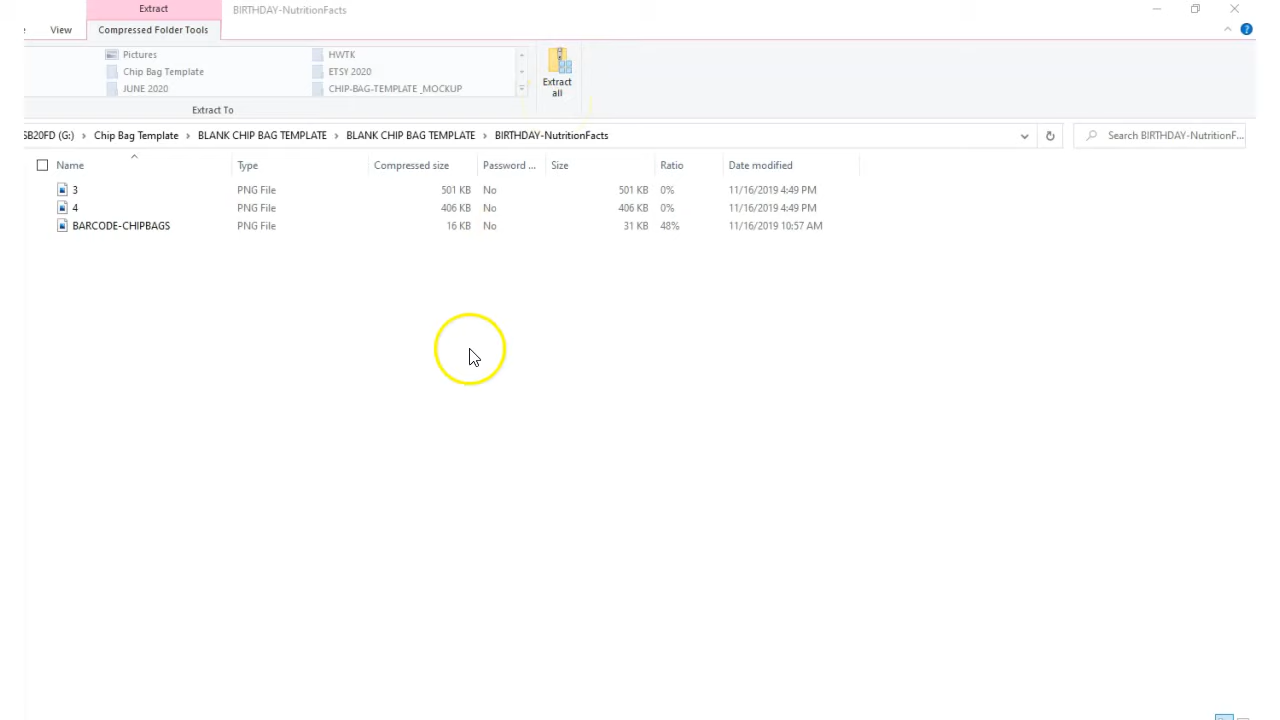 Extract BIRTHDAY-NutritionFacts
View Compressed Folder Tools
Pictures HWTK
Chip Bag Template ETSY 2020
JUNE 2020 CHIP-BAG-TEMPLATE _MOCKUP
Extract all
Extract To
SB20FD (G:) › Chip Bag Template › BLANK CHIP BAG TEMPLATE › BLANK CHIP BAG TEMPLATE › BIRTHDAY-NutritionFacts Search BIRTHDAY-NutritionF...
Name Type Compressed size Password ... Size Ratio Date modified
3 PNG File 501 KB No 501 KB 0% 11/16/2019 4:49 PM
4 PNG File 406 KB No 406 KB 0% 11/16/2019 4:49 PM
BARCODE-CHIPBAGS PNG File 16 KB No 31 KB 48% 11/16/2019 10:57 AM